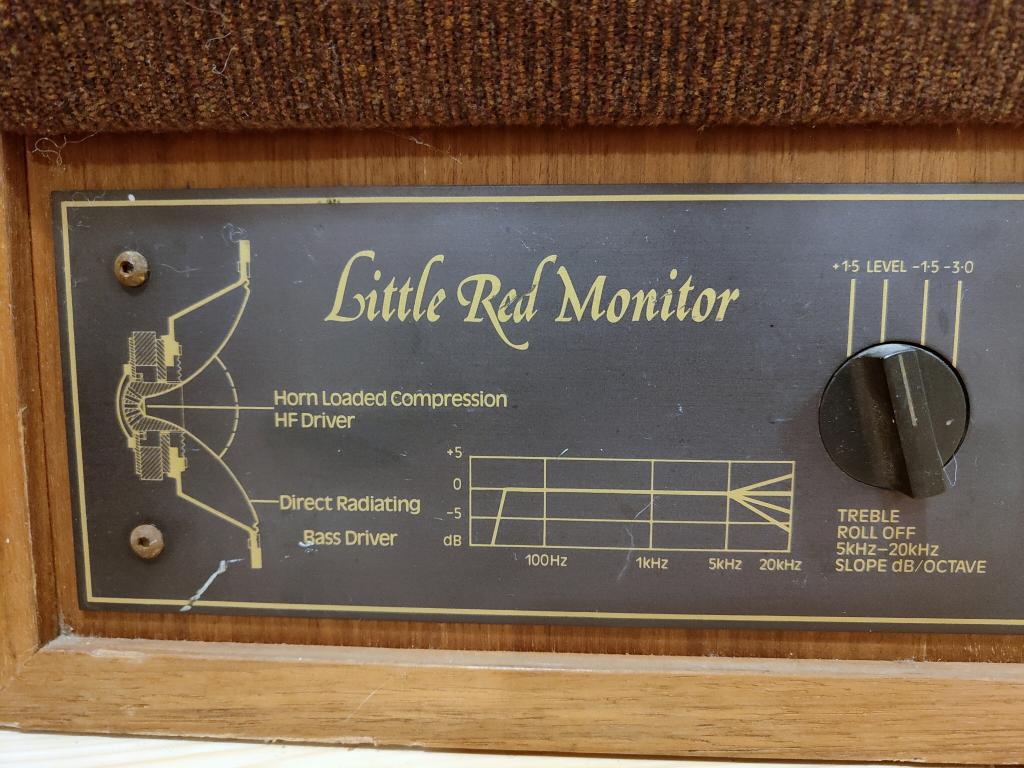 Little Red Monitor
+1·5 LEVEL -1·5 -3·0
Horn Loaded Compression
HF Driver
Direct Radiating
Bass Driver
+5
0
-5
dB
100Hz 1kHz 5kHz 20kHz
TREBLE
ROLL OFF
5kHz-20kHz
SLOPE dB/OCTAVE